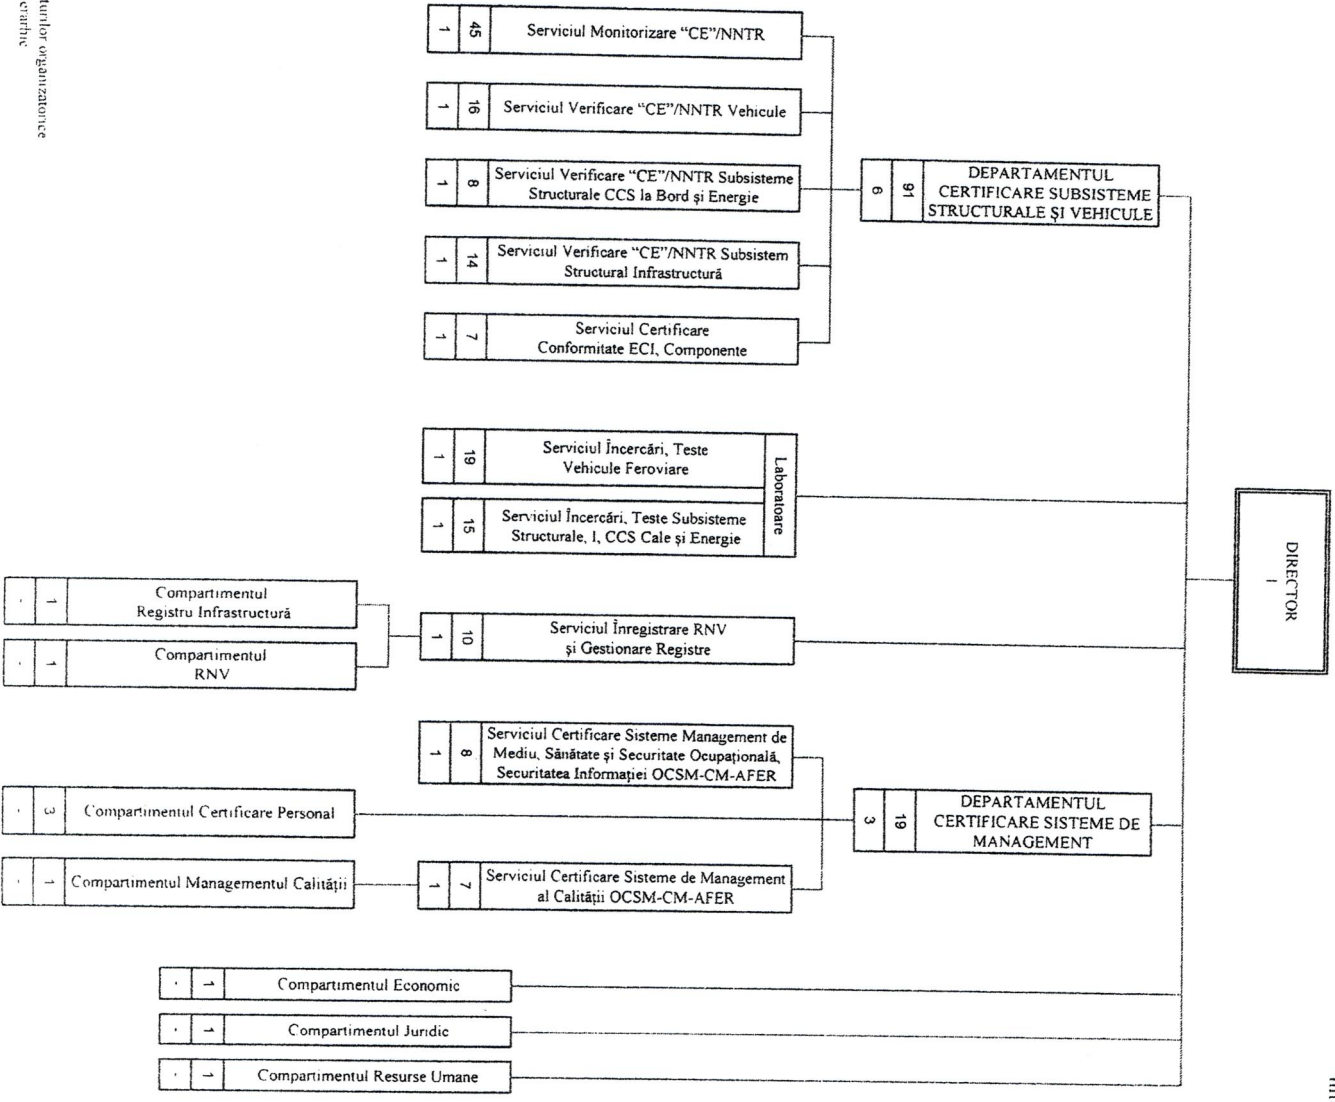 DIRECTOR
1
DEPARTAMENTUL
CERTIFICARE SUBSISTEME
STRUCTURALE ȘI VEHICULE
91
6
Serviciul Monitorizare “CE”/NNTR
45
1
Serviciul Verificare “CE”/NNTR Vehicule
16
1
Serviciul Verificare “CE”/NNTR Subsisteme
Structurale CCS la Bord și Energie
8
1
Serviciul Verificare “CE”/NNTR Subsistem
Structural Infrastructură
14
1
Serviciul Certificare
Conformitate ECI, Componente
7
1
Laboratoare
Serviciul Încercări, Teste
Vehicule Feroviare
19
1
Serviciul Încercări, Teste Subsisteme
Structurale, I, CCS Cale și Energie
15
1
Serviciul Înregistrare RNV
și Gestionare Registre
10
1
Compartimentul
Registru Infrastructură
1
-
Compartimentul
RNV
1
-
DEPARTAMENTUL
CERTIFICARE SISTEME DE
MANAGEMENT
19
3
Serviciul Certificare Sisteme Management de
Mediu, Sănătate și Securitate Ocupațională,
Securitatea Informației OCSM-CM-AFER
8
1
Compartimentul Certificare Personal
3
-
Serviciul Certificare Sisteme de Management
al Calității OCSM-CM-AFER
7
1
Compartimentul Managementul Calității
1
-
Compartimentul Economic
1
-
Compartimentul Juridic
1
-
Compartimentul Resurse Umane
1
-
organizatorice